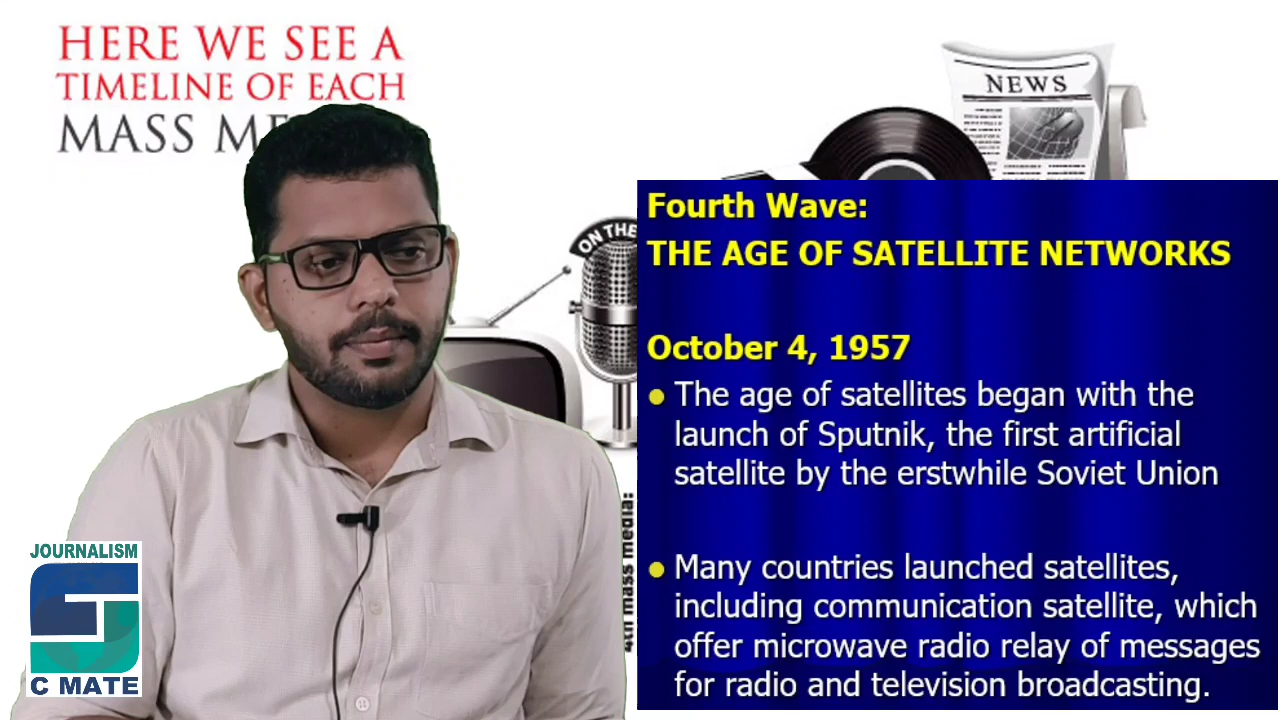 HERE WE SEE A
TIMELINE OF EACH
MASS
NEWS
ON THE
Fourth Wave:
THE AGE OF SATELLITE NETWORKS
October 4, 1957
• The age of satellites began with the
launch of Sputnik, the first artificial
satellite by the erstwhile Soviet Union
• Many countries launched satellites,
including communication satellite, which
offer microwave radio relay of messages
for radio and television broadcasting.
4th mass media:
JOURNALISM
C MATE